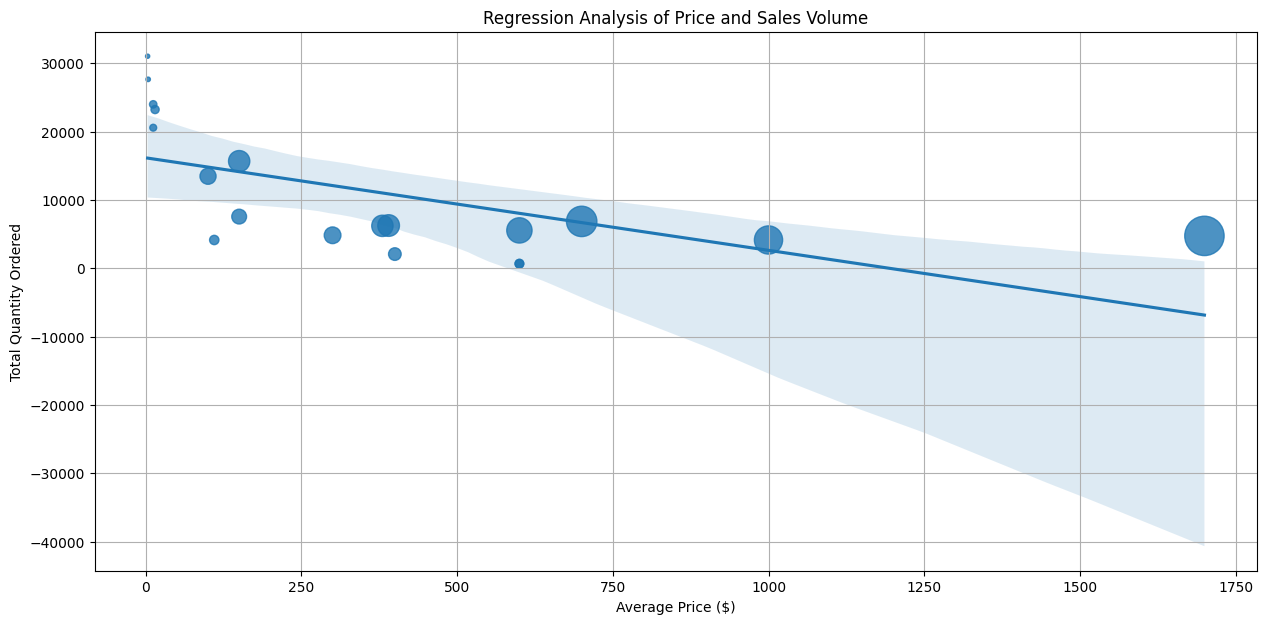 Regression Analysis of Price and Sales Volume
Total Quantity Ordered
30000
20000
10000
0
−10000
−20000
−30000
−40000
0 250 500 750 1000 1250 1500 1750
Average Price ($)